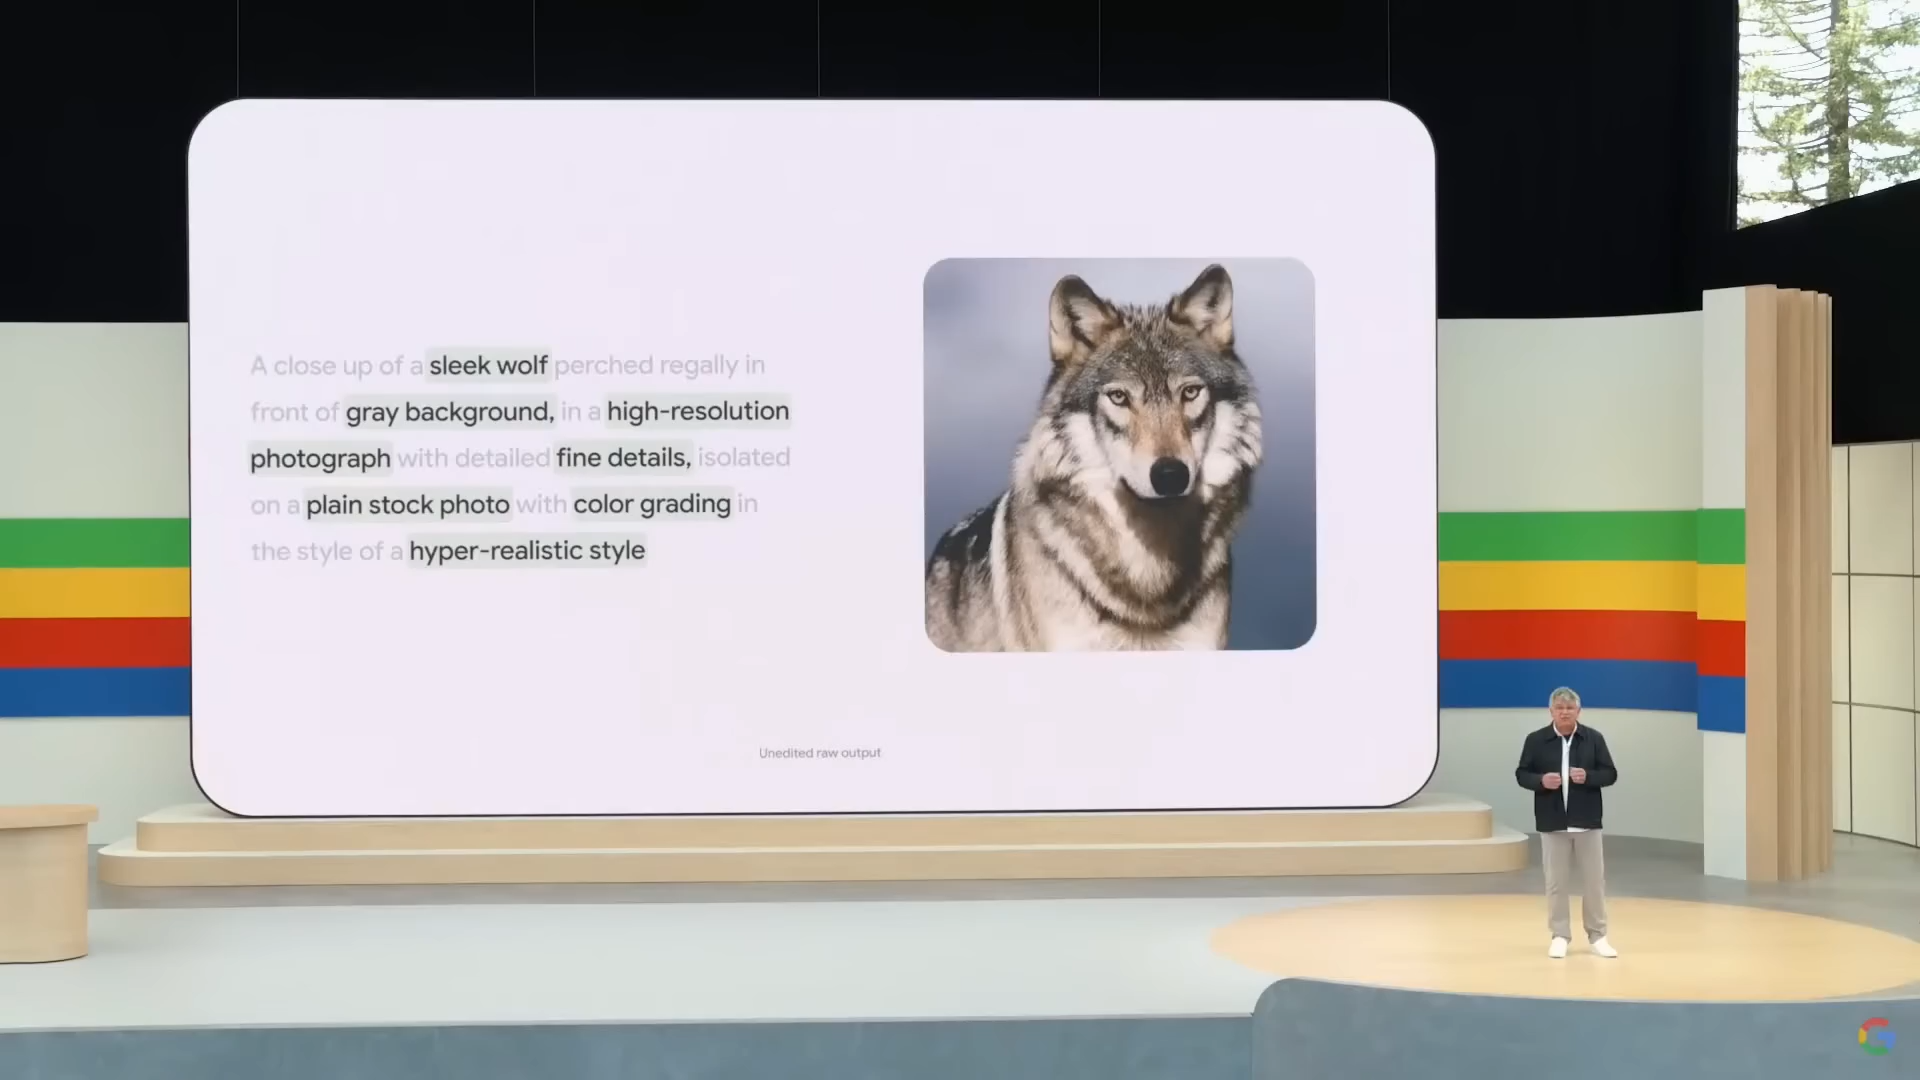 A close up of a sleek wolf perched regally in
front of gray background, in a high-resolution
photograph with detailed fine details, isolated
on a plain stock photo with color grading in
the style of a hyper-realistic style
Unedited raw output